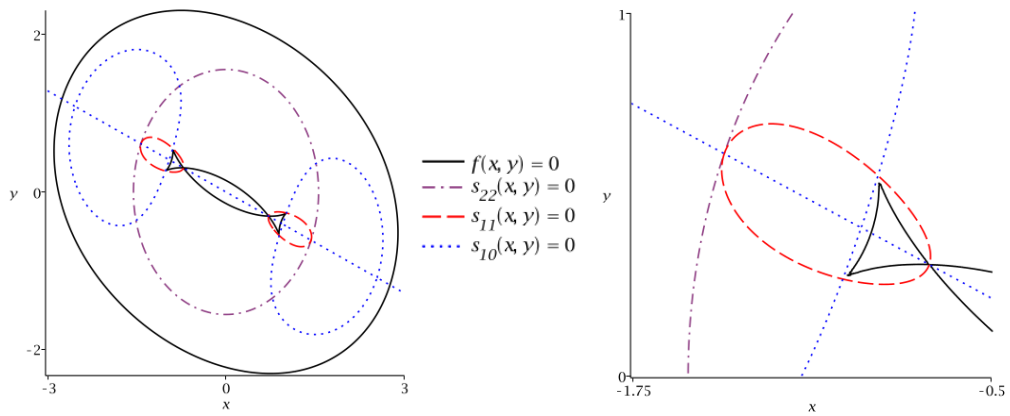 2
y
0
-2
-3
0
x
3
f(x, y) = 0
s₂₂(x, y) = 0
s₁₁(x, y) = 0
s₁₀(x, y) = 0
1
y
0
-1.75
x
-0.5